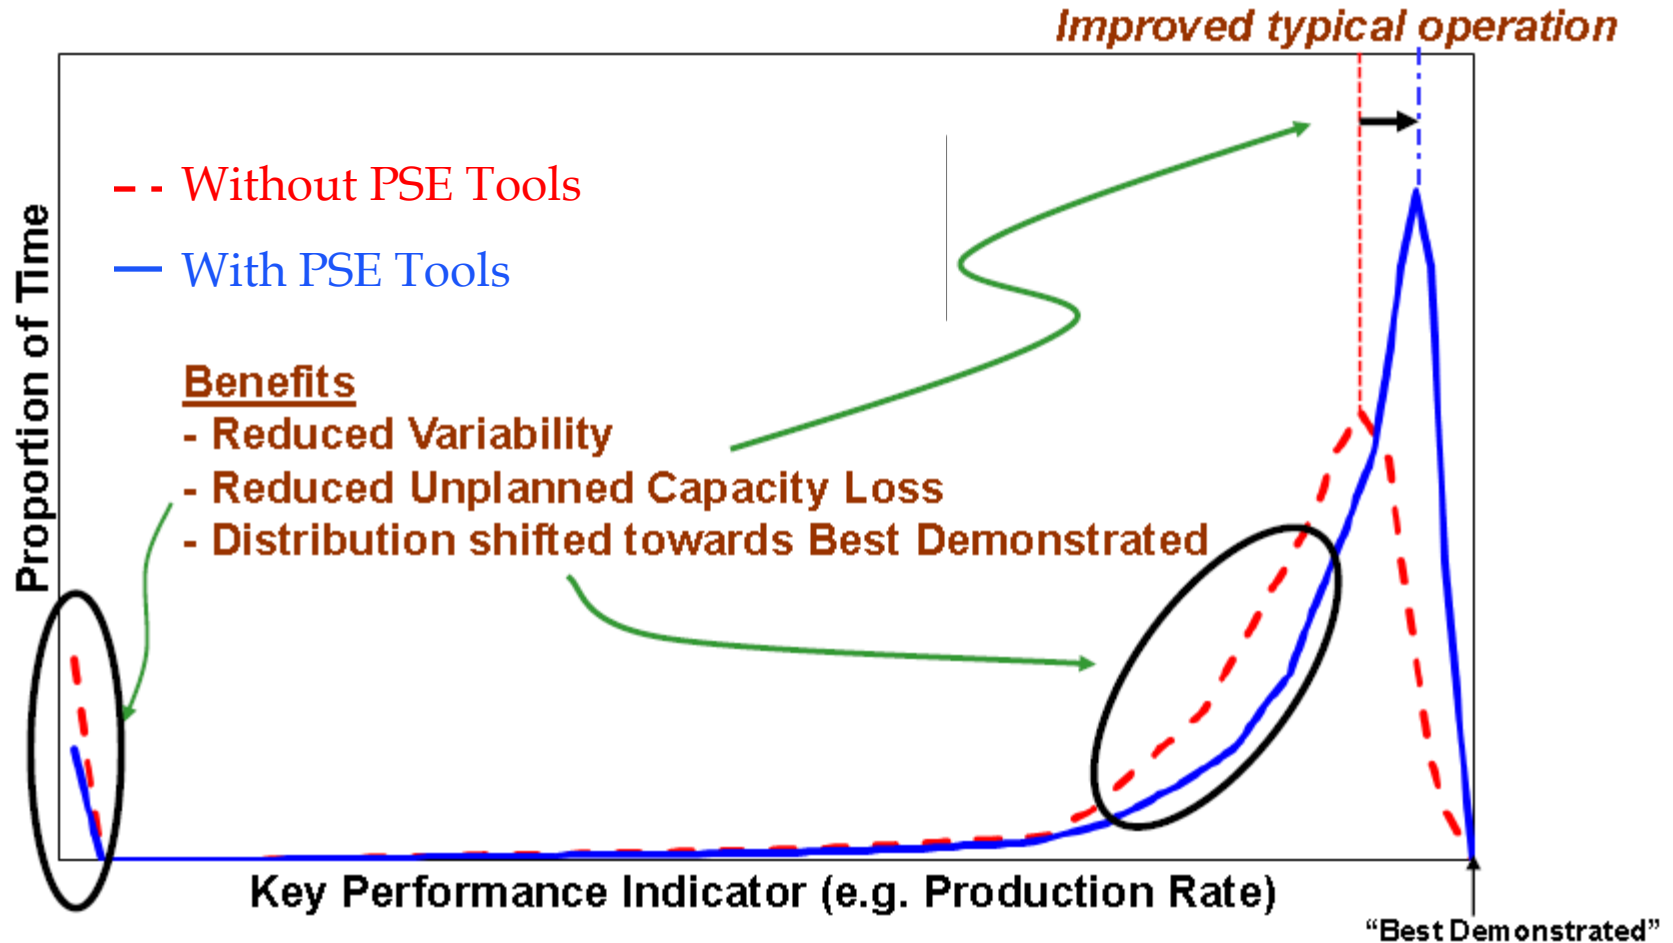 Improved typical operation
Without PSE Tools
With PSE Tools
Proportion of Time
Benefits
- Reduced Variability
- Reduced Unplanned Capacity Loss
- Distribution shifted towards Best Demonstrated
Key Performance Indicator (e.g. Production Rate)
“Best Demonstrated”